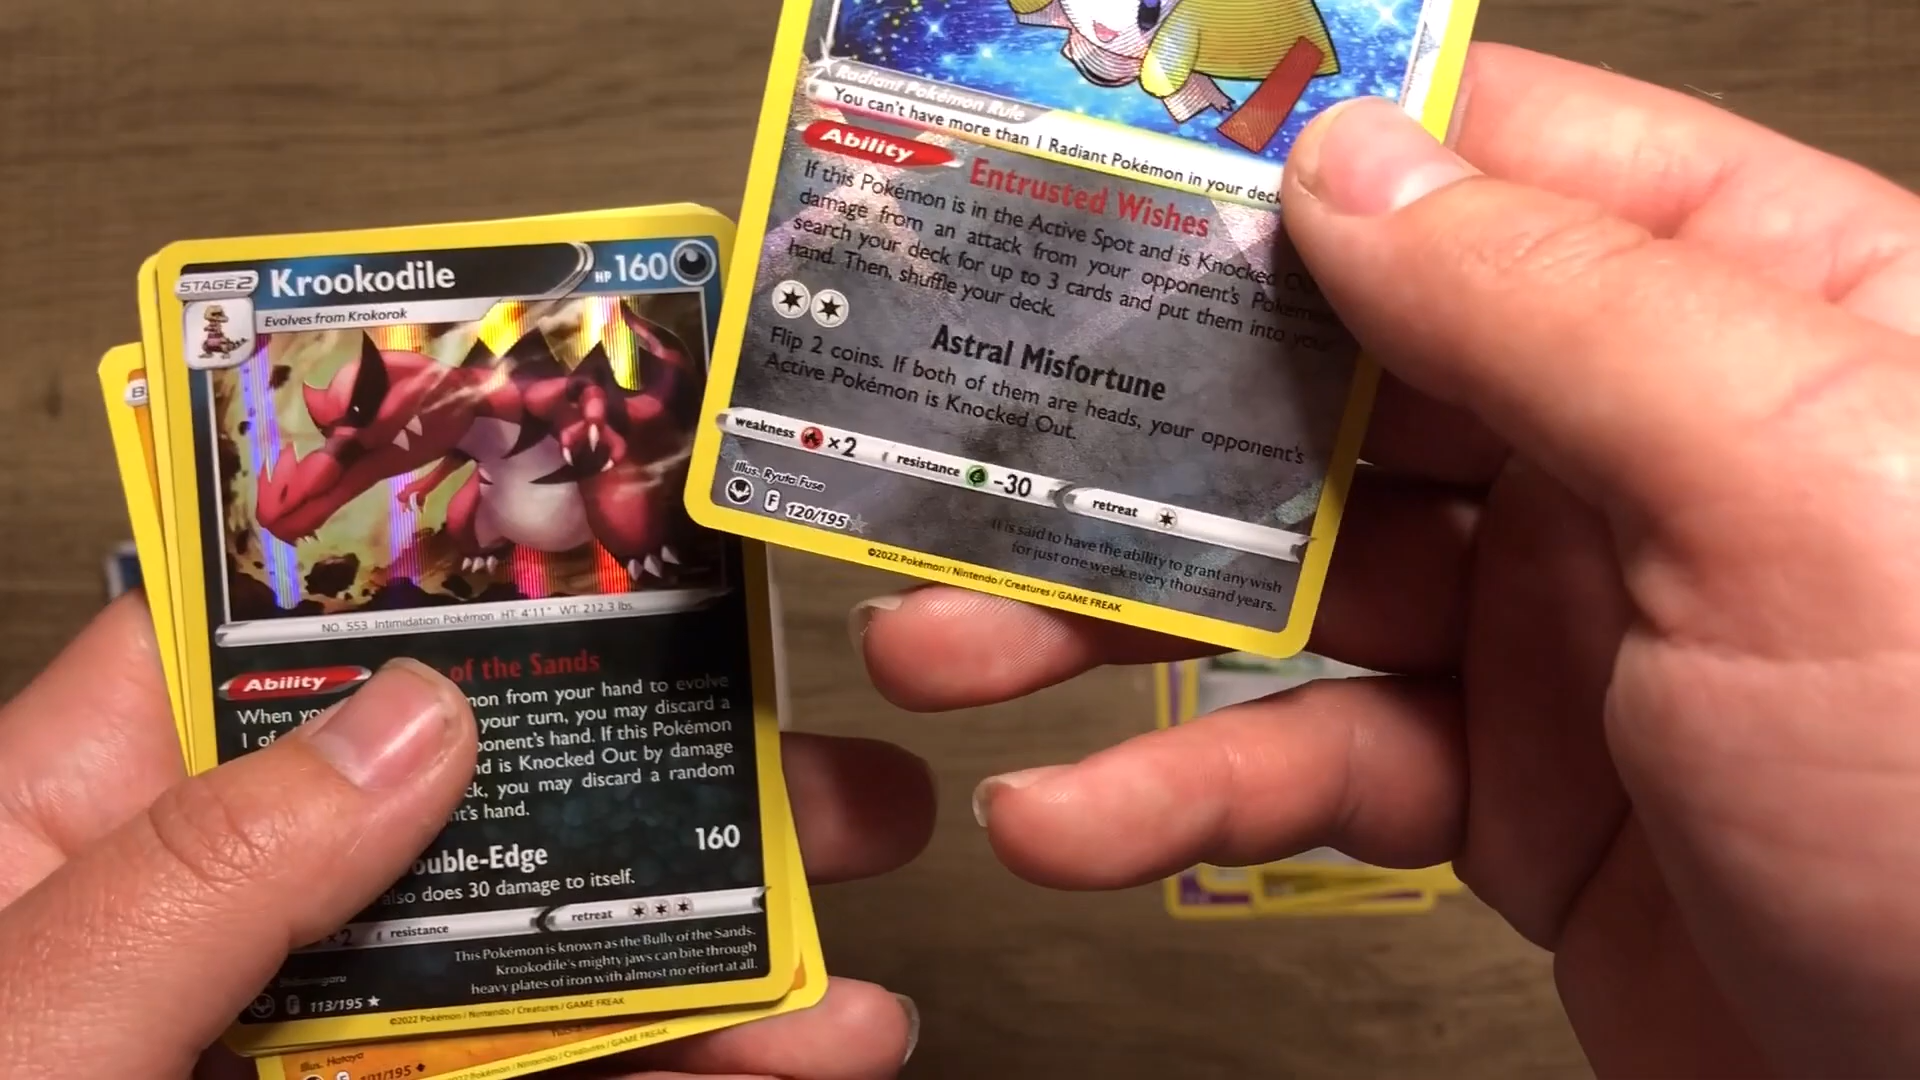 Radiant Pokémon Rule
You can't have more than 1 Radiant Pokémon in your deck
Ability Entrusted Wishes
If this Pokémon is in the Active Spot and is Knocked
damage from an attack from your opponent's
search your deck for up to 3 cards and put them into
hand. Then, shuffle your deck.
Astral Misfortune
Flip 2 coins. If both of them are heads, your opponent's
Active Pokémon is Knocked Out.
weakness ×2 resistance -30 retreat
Illus. Ryuta Fuse
F 120/195
It is said to have the ability to grant any wish
for just one week every thousand years.
©2022 Pokémon / Nintendo / Creatures / GAME FREAK
STAGE 2 Krookodile HP 160
Evolves from Krokorok
NO. 553 Intimidation Pokémon HT: 4'11" WT: 212.3 lbs.
Ability of the Sands
When from your hand to evolve
1 of your turn, you may discard a
hand. If this Pokémon
is Knocked Out by damage
you may discard a random
hand.
160
also does 30 damage to itself.
×2 resistance retreat
This Pokémon is known as the Bully of the Sands.
Krookodile's mighty jaws can bite through
heavy plates of iron with almost no effort at all.
F 113/195 ★
©2022 Pokémon / Nintendo / Creatures / GAME FREAK
Illus. Hataya
101/195
Pokémon / Nintendo / Creatures / GAME FREAK